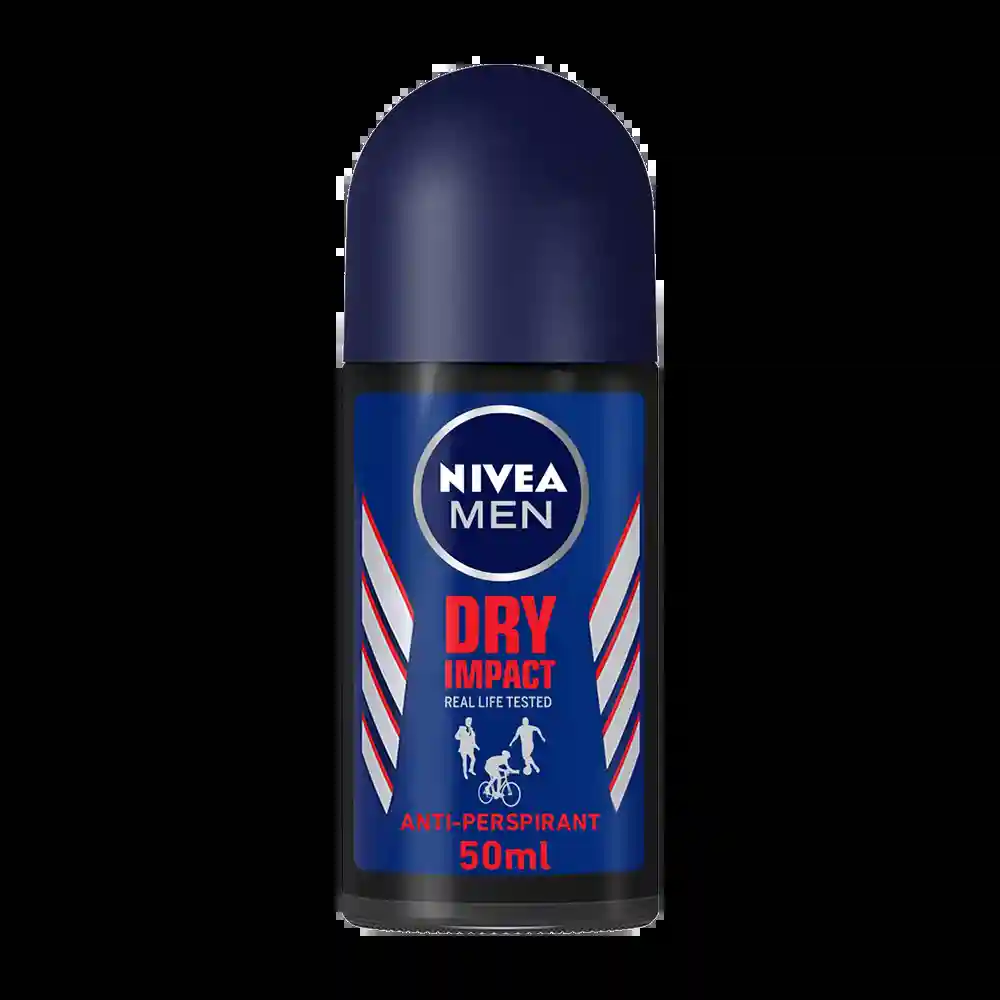 NIVEA
MEN
DRY
IMPACT
REAL LIFE TESTED
ANTI-PERSPIRANT
50ml